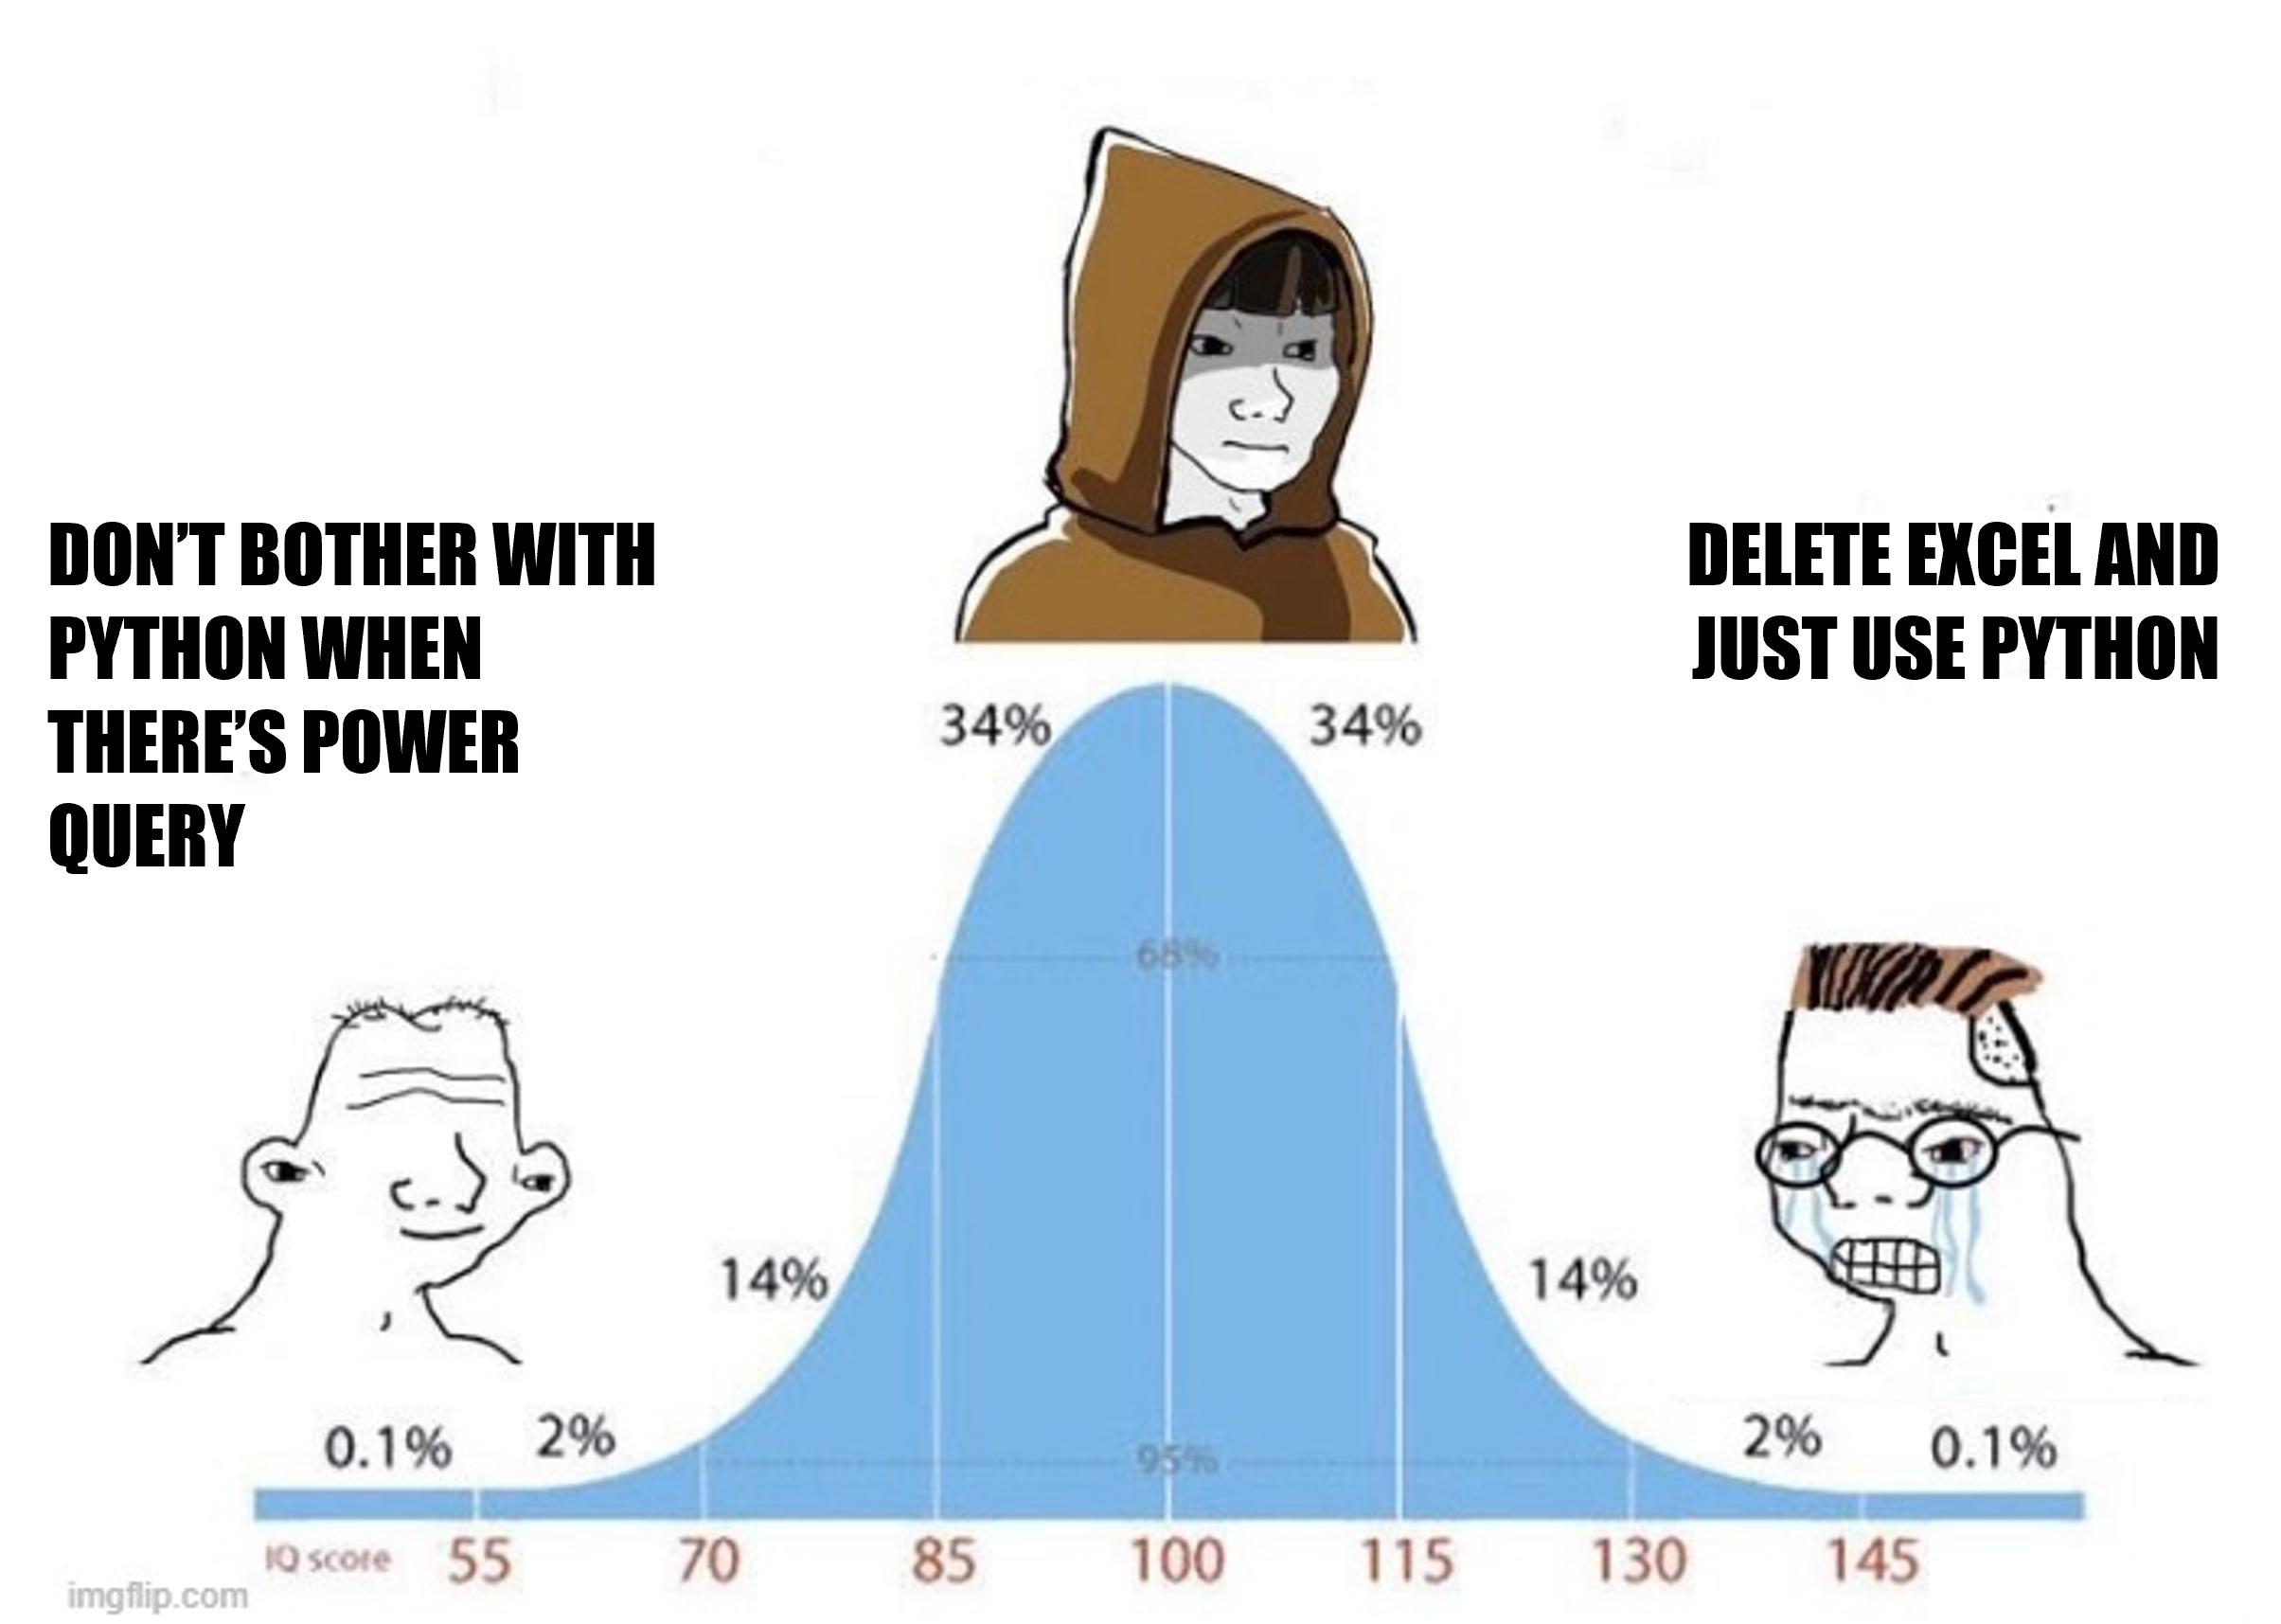 DON'T BOTHER WITH
PYTHON WHEN
THERE'S POWER
QUERY
DELETE EXCEL AND
JUST USE PYTHON
34% 34%
68%
14% 14%
0.1% 2% 95% 2% 0.1%
IQ score 55 70 85 100 115 130 145
imgflip.com